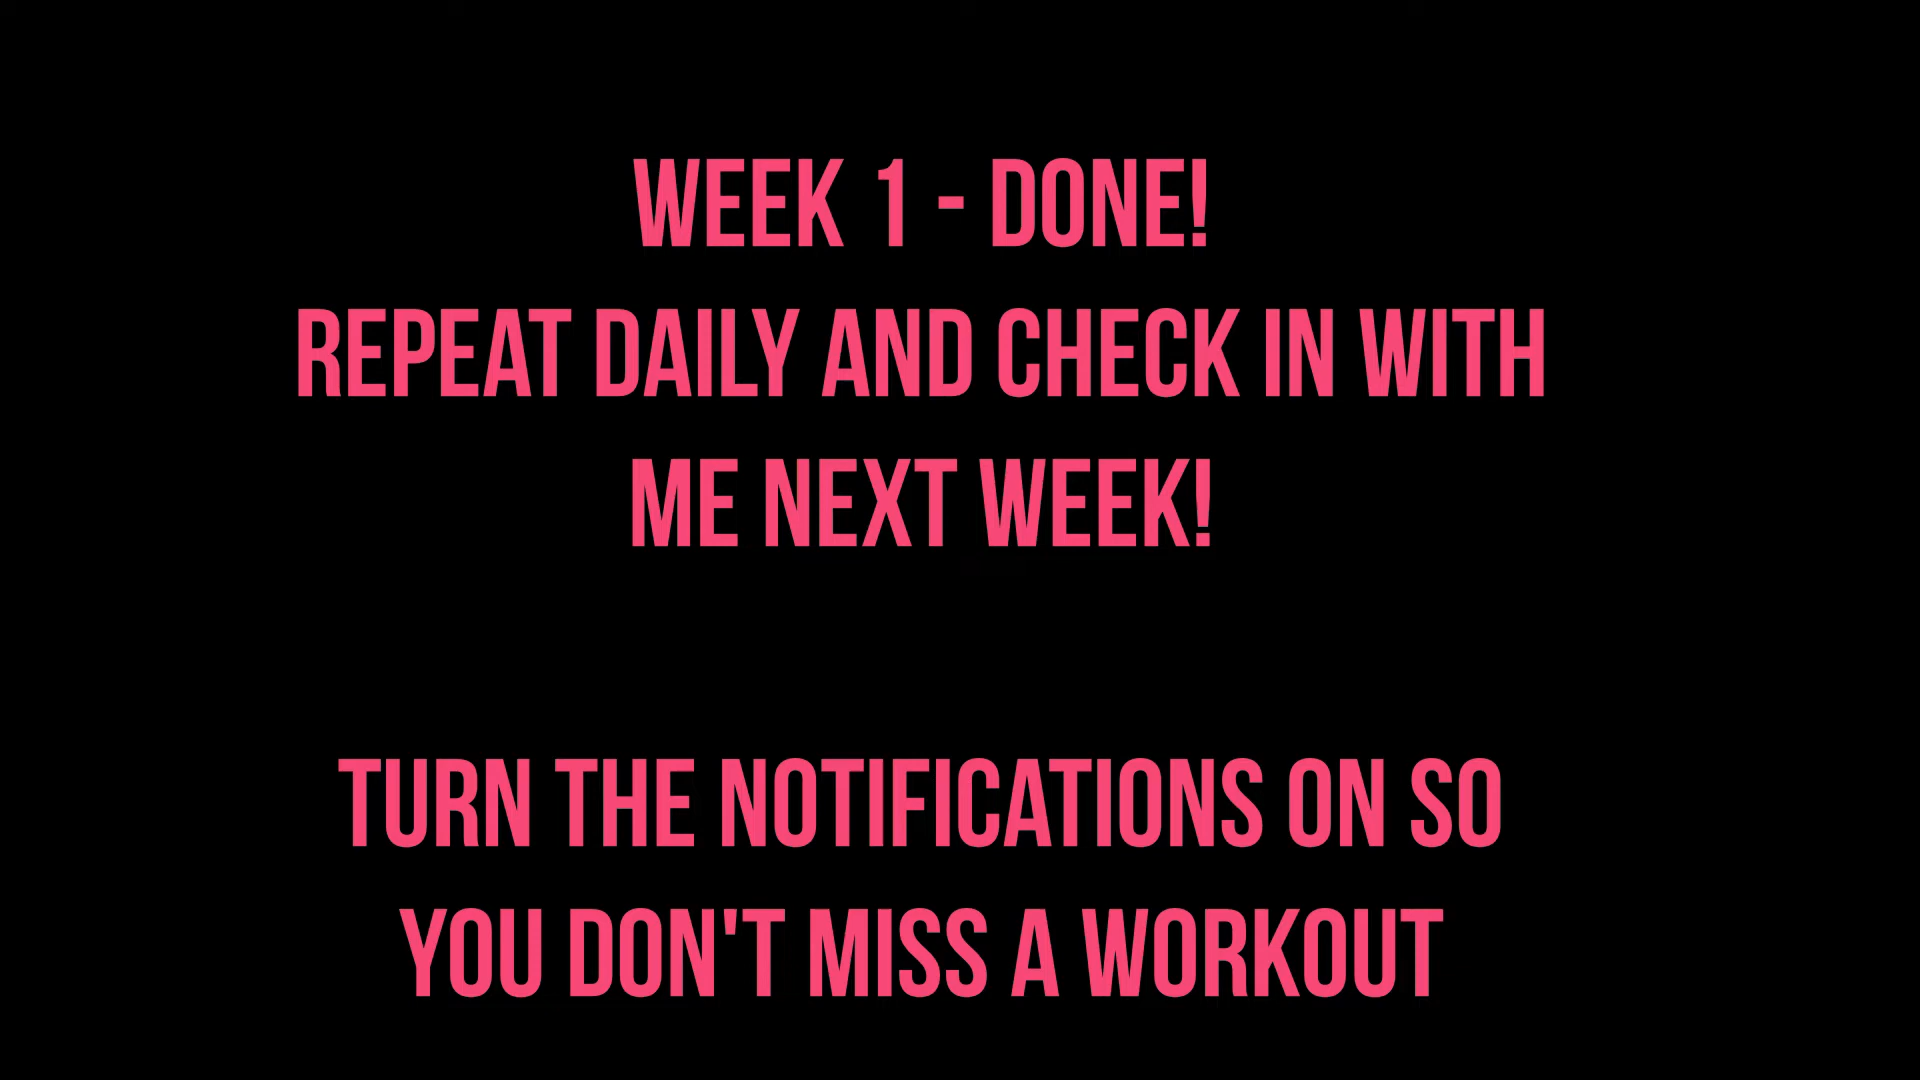 WEEK 1 - DONE!
REPEAT DAILY AND CHECK IN WITH
ME NEXT WEEK!
TURN THE NOTIFICATIONS ON SO
YOU DON'T MISS A WORKOUT